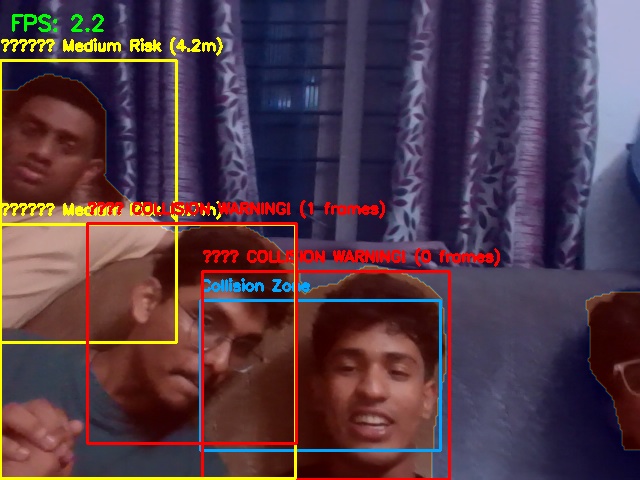 FPS: 2.2
?????? Medium Risk (4.2m)
?????? Medium
???? COLLISION WARNING! (1 frames)
???? COLLISION WARNING! (0 frames)
Collision Zone